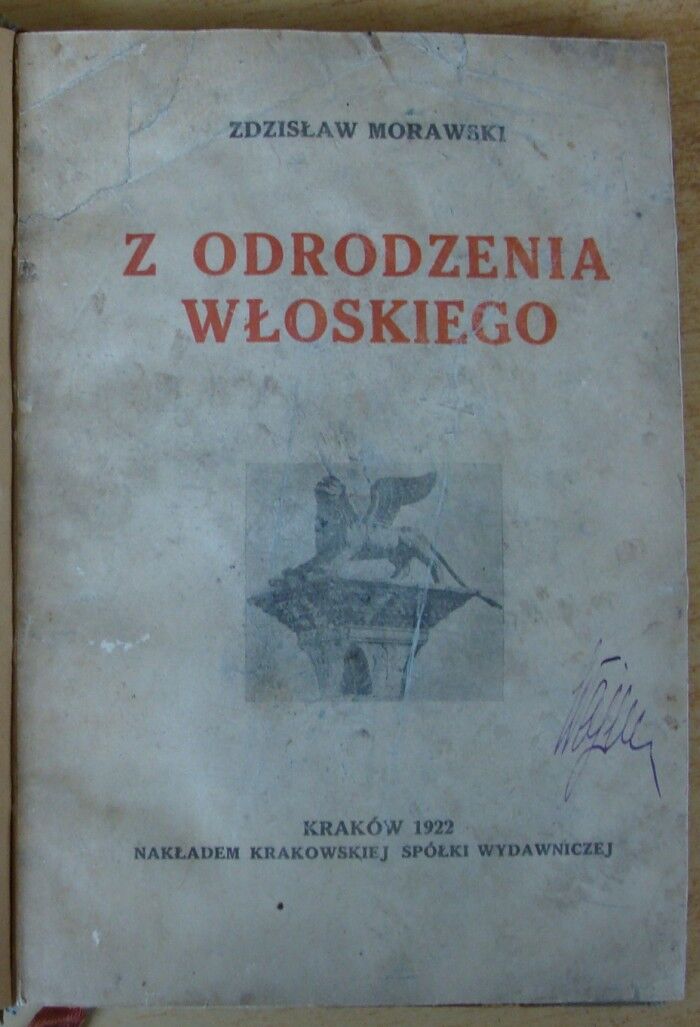 ZDZISŁAW MORAWSKI
Z ODRODZENIA
WŁOSKIEGO
KRAKÓW 1922
NAKŁADEM KRAKOWSKIEJ SPÓŁKI WYDAWNICZEJ